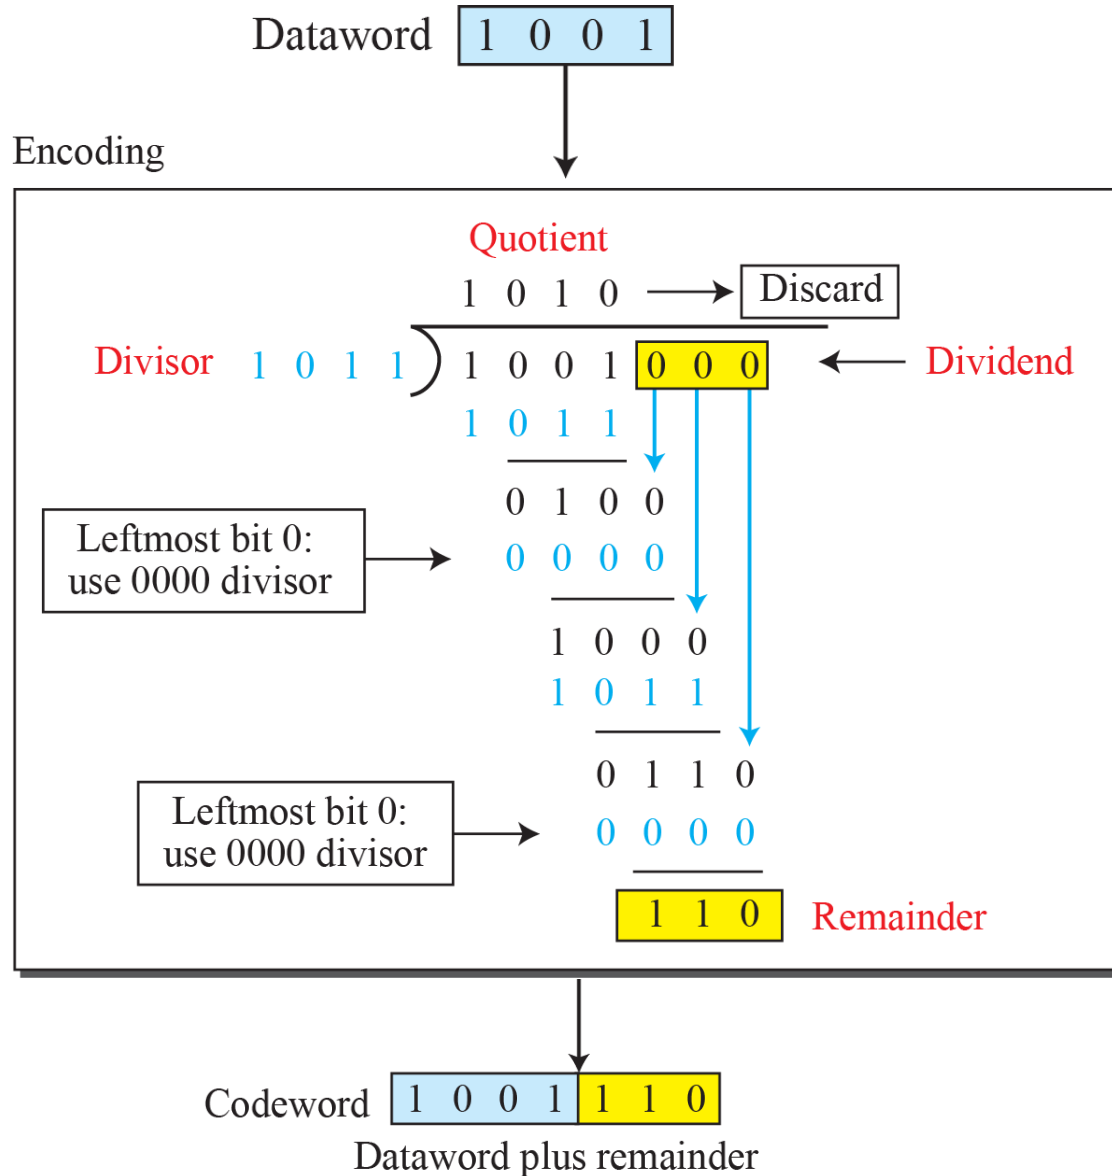 Dataword 1 0 0 1
Encoding
Quotient
1 0 1 0 Discard
Divisor 1 0 1 1 1 0 0 1 0 0 0 Dividend
1 0 1 1
0 1 0 0
Leftmost bit 0:
use 0000 divisor
0 0 0 0
1 0 0 0
1 0 1 1
0 1 1 0
Leftmost bit 0:
use 0000 divisor
0 0 0 0
1 1 0 Remainder
Codeword 1 0 0 1 1 1 0
Dataword plus remainder